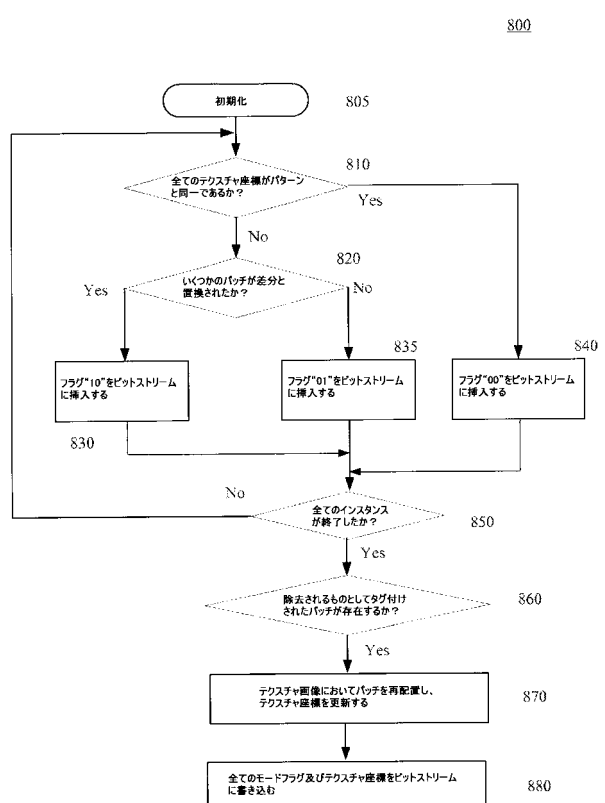 800
初期化
805
810
全てのテクスチャ座標がパターン
と同一であるか？
Yes
No
820
いくつかのパッチが差分と
置換されたか？
Yes
No
835
840
フラグ“10”をビットストリーム
に挿入する
フラグ“01”をビットストリーム
に挿入する
フラグ“00”をビットストリーム
に挿入する
830
No
全てのインスタンス
が終了したか？
850
Yes
除去されるものとしてタグ付け
されたパッチが存在するか？
860
Yes
テクスチャ画像においてパッチを再配置し、
テクスチャ座標を更新する
870
全てのモードフラグ及びテクスチャ座標をビットストリーム
に書き込む
880